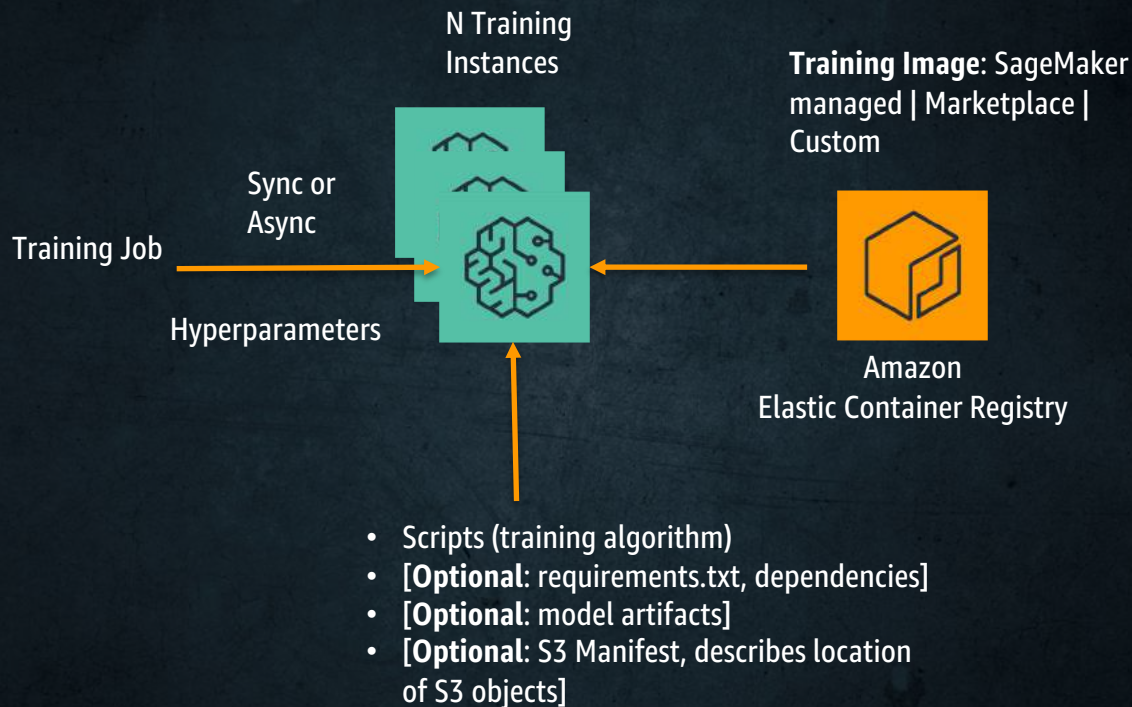 N Training
Instances
Training Image: SageMaker
managed | Marketplace |
Custom
Sync or
Async
Training Job
Hyperparameters
Amazon
Elastic Container Registry
• Scripts (training algorithm)
• [Optional: requirements.txt, dependencies]
• [Optional: model artifacts]
• [Optional: S3 Manifest, describes location
of S3 objects]